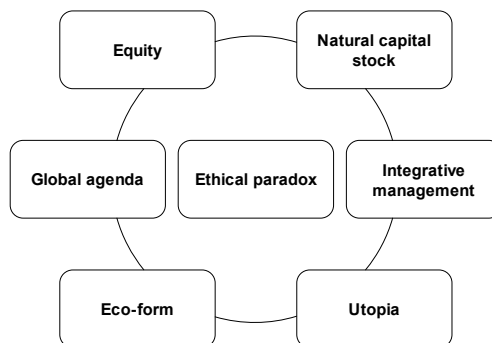 Equity
Natural capital
stock
Global agenda
Ethical paradox
Integrative
management
Eco-form
Utopia